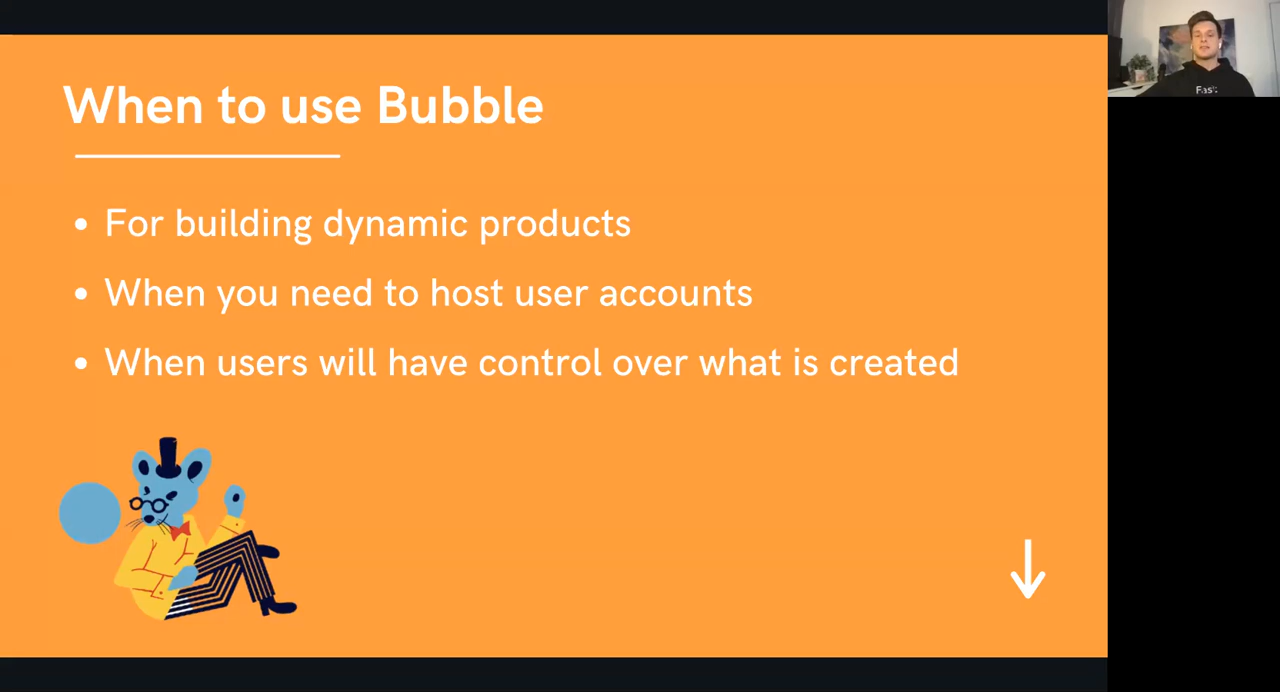 When to use Bubble
For building dynamic products
When you need to host user accounts
When users will have control over what is created